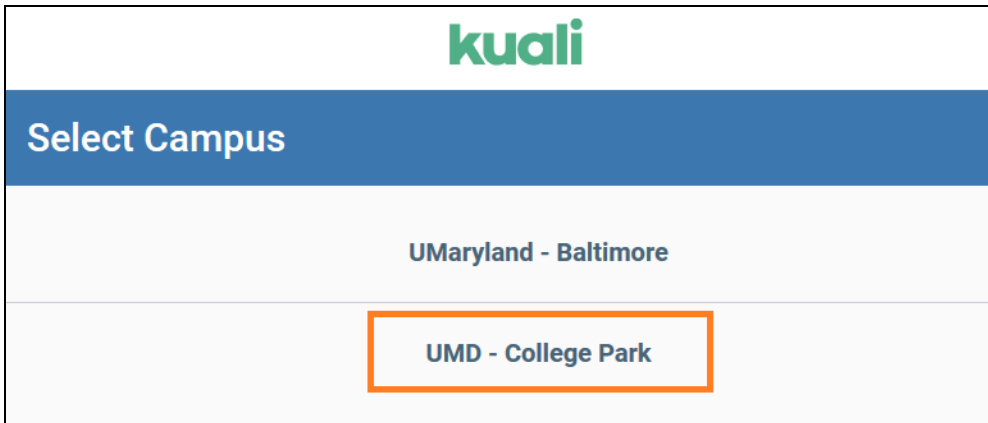 kuali
Select Campus
UMaryland - Baltimore
UMD - College Park